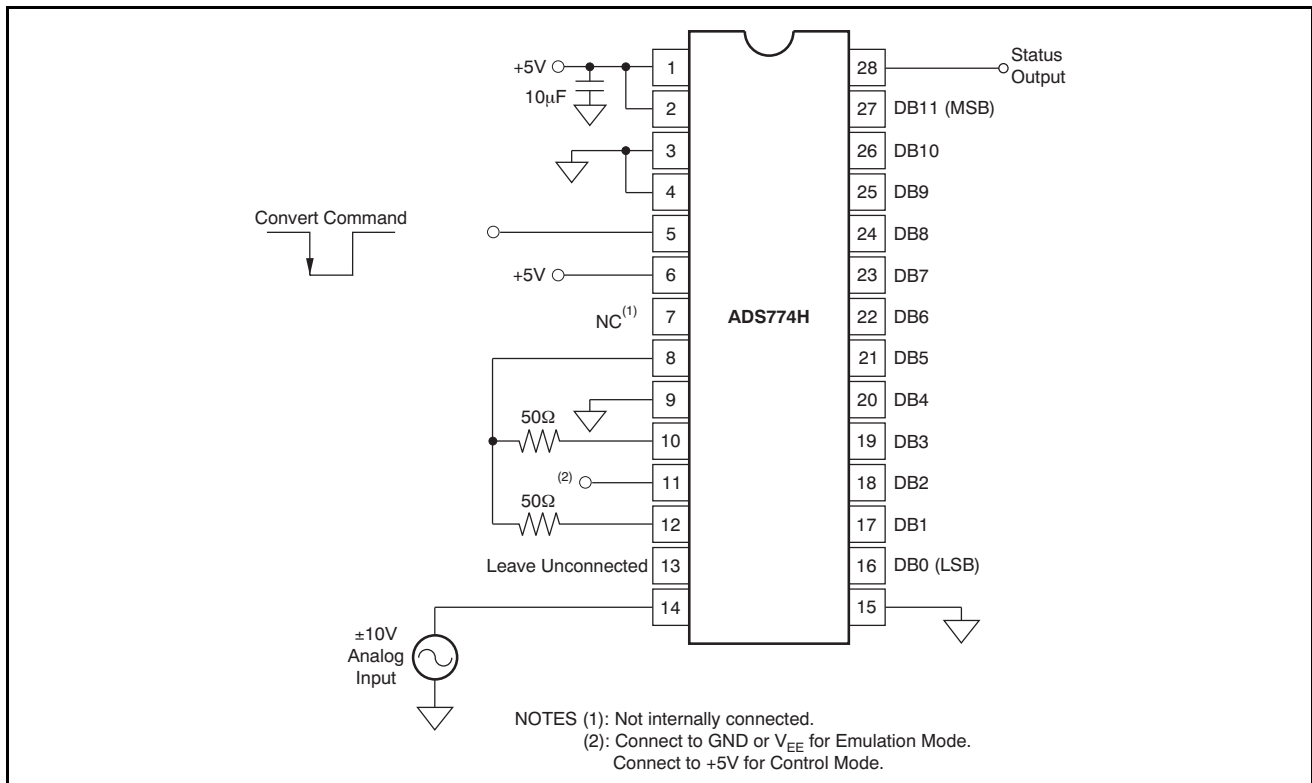 +5V
10μF
1
2
3
4
5
6
7
8
9
10
11
12
13
14
Convert Command
+5V
NC(1)
50Ω
(2)
50Ω
Leave Unconnected
±10V
Analog
Input
ADS774H
28
27
26
25
24
23
22
21
20
19
18
17
16
15
Status
Output
DB11 (MSB)
DB10
DB9
DB8
DB7
DB6
DB5
DB4
DB3
DB2
DB1
DB0 (LSB)
NOTES (1): Not internally connected.
(2): Connect to GND or VEE for Emulation Mode.
Connect to +5V for Control Mode.